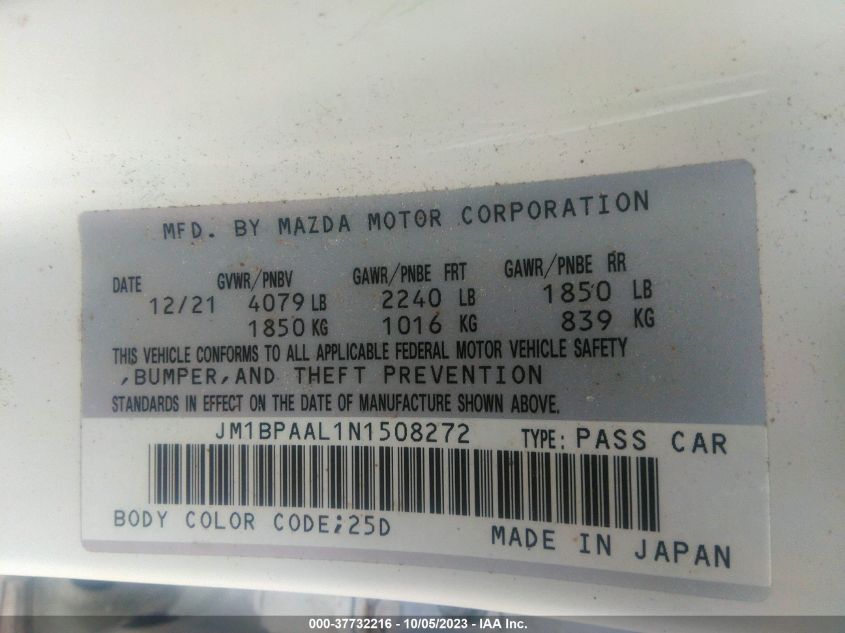 MFD. BY MAZDA MOTOR CORPORATION
DATE GVWR/PNBV GAWR/PNBE FRT GAWR/PNBE RR
12/21 4079 LB 2240 LB 1850 LB
1850 KG 1016 KG 839 KG
THIS VEHICLE CONFORMS TO ALL APPLICABLE FEDERAL MOTOR VEHICLE SAFETY
,BUMPER,AND THEFT PREVENTION
STANDARDS IN EFFECT ON THE DATE OF MANUFACTURE SHOWN ABOVE.
JM1BPAAL1N1508272 TYPE: PASS CAR
BODY COLOR CODE;25D MADE IN JAPAN
000-37732216 - 10/05/2023 - IAA Inc.